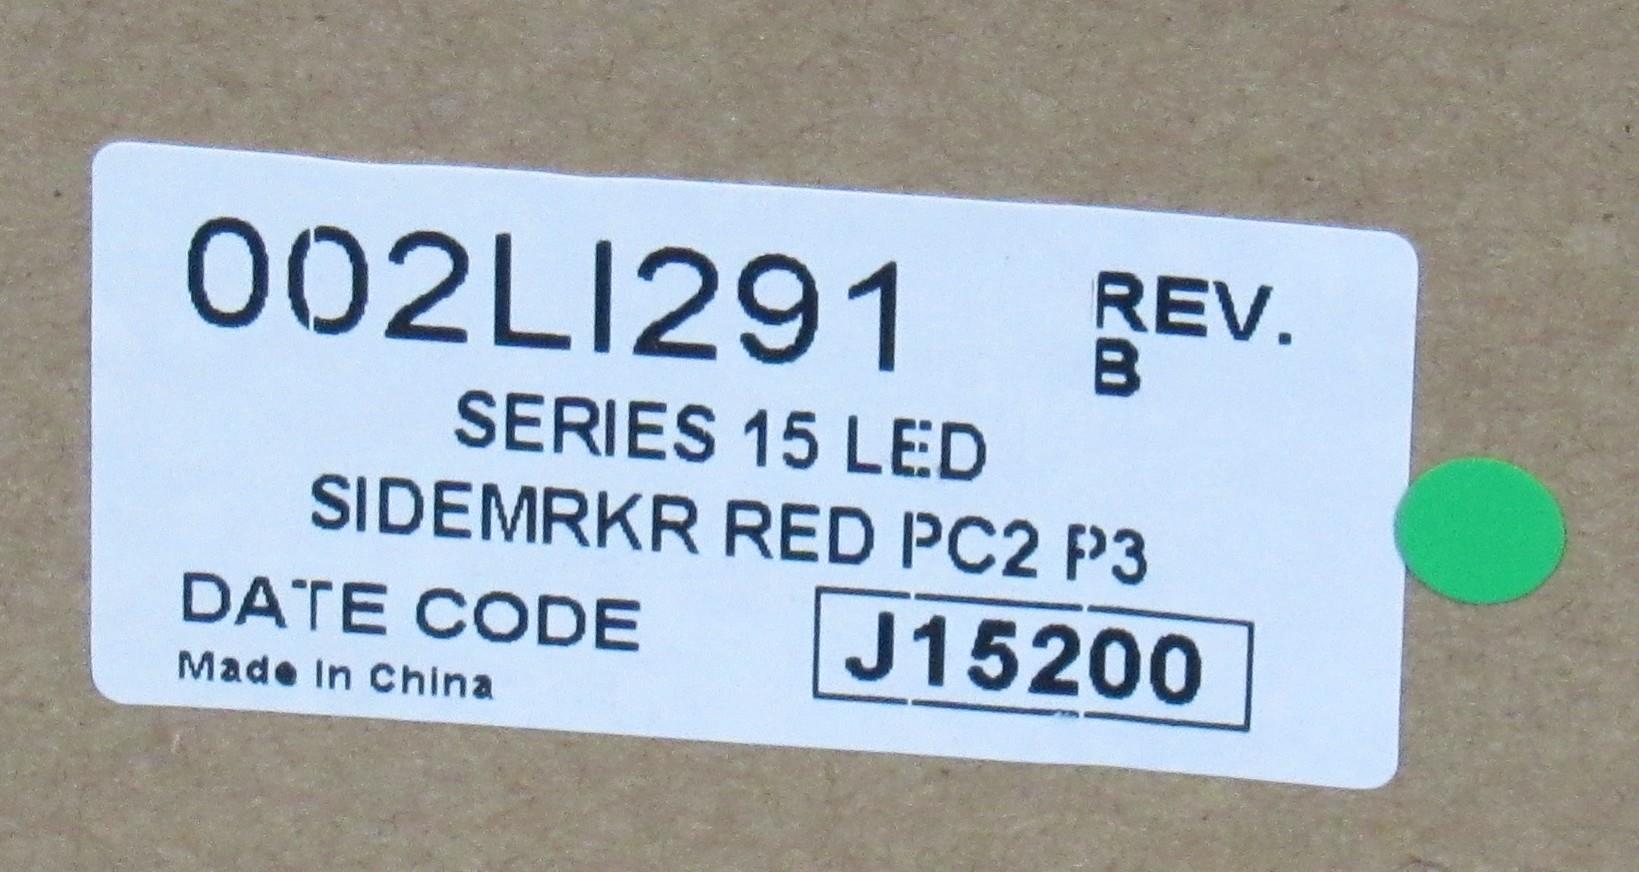 002LI291 REV.
B
SERIES 15 LED
SIDEMRKR RED PC2 P3
DATE CODE J15200
Made In China